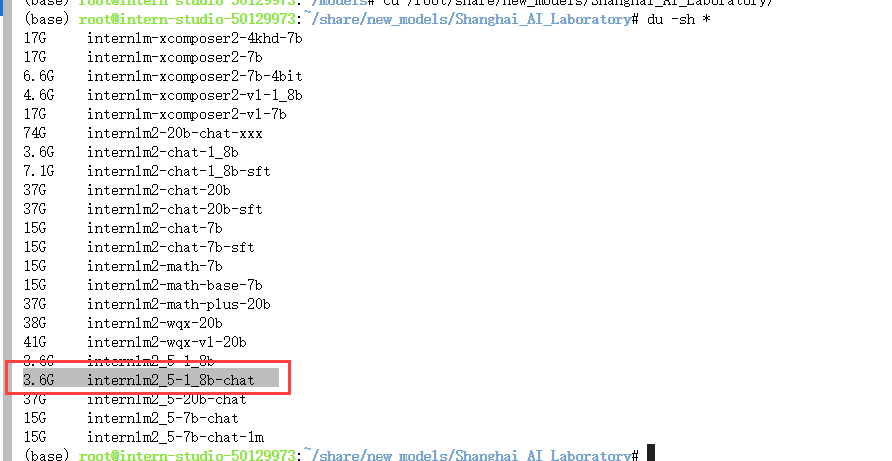 (base) root@intern-studio-50129973:~/models# cd /root/share/new_models/Shanghai_AI_Laboratory/
(base) root@intern-studio-50129973:~/share/new_models/Shanghai_AI_Laboratory# du -sh *
17G internlm-xcomposer2-4khd-7b
17G internlm-xcomposer2-7b
6.6G internlm-xcomposer2-7b-4bit
4.6G internlm-xcomposer2-vl-1_8b
17G internlm-xcomposer2-vl-7b
74G internlm2-20b-chat-xxx
3.6G internlm2-chat-1_8b
7.1G internlm2-chat-1_8b-sft
37G internlm2-chat-20b
37G internlm2-chat-20b-sft
15G internlm2-chat-7b
15G internlm2-chat-7b-sft
15G internlm2-math-7b
15G internlm2-math-base-7b
37G internlm2-math-plus-20b
38G internlm2-wqx-20b
41G internlm2-wqx-vl-20b
3.6G internlm2_5-1_8b
3.6G internlm2_5-1_8b-chat
37G internlm2_5-20b-chat
15G internlm2_5-7b-chat
15G internlm2_5-7b-chat-1m
(base) root@intern-studio-50129973:~/share/new_models/Shanghai_AI_Laboratory#